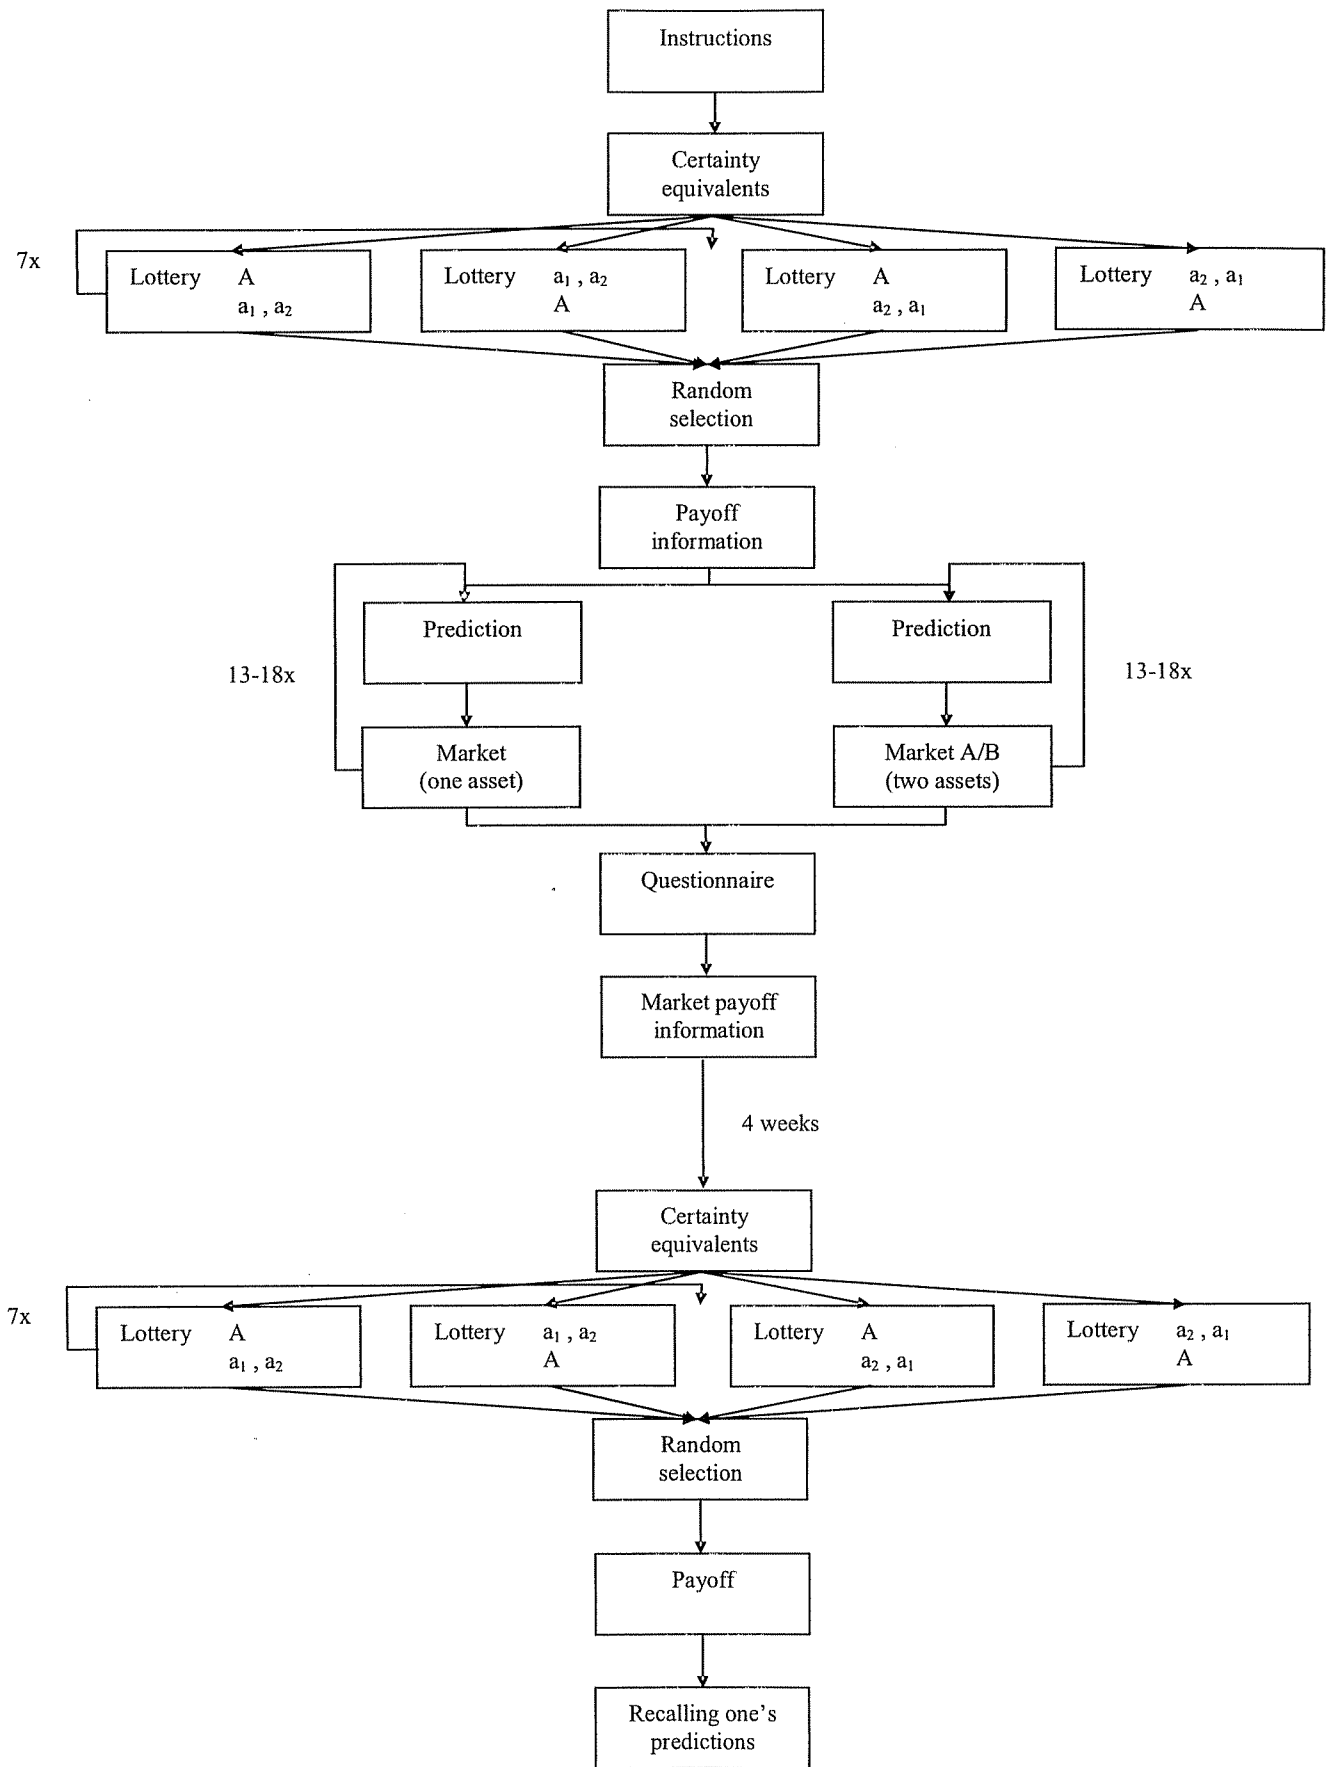 Instructions
Certainty
equivalents
7x
Lottery A
a₁ , a₂
Lottery a₁ , a₂
A
Lottery A
a₂ , a₁
Lottery a₂ , a₁
A
Random
selection
Payoff
information
Prediction
Prediction
13-18x
13-18x
Market
(one asset)
Market A/B
(two assets)
Questionnaire
Market payoff
information
4 weeks
Certainty
equivalents
7x
Lottery A
a₁ , a₂
Lottery a₁ , a₂
A
Lottery A
a₂ , a₁
Lottery a₂ , a₁
A
Random
selection
Payoff
Recalling one's
predictions